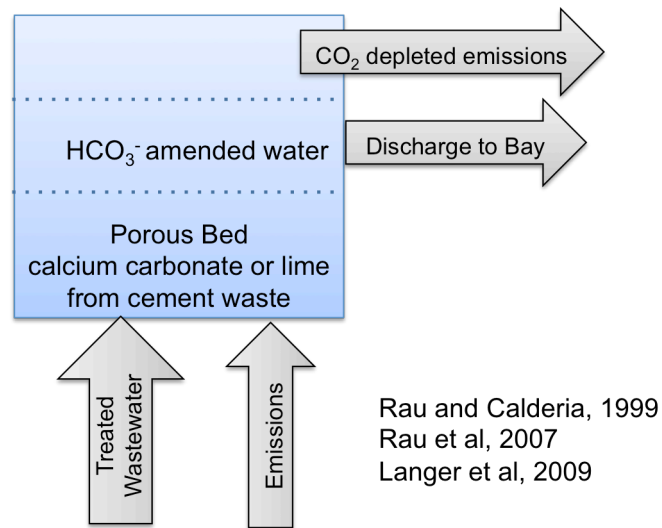 CO₂ depleted emissions
HCO₃⁻ amended water
Discharge to Bay
Porous Bed
calcium carbonate or lime
from cement waste
Treated
Wastewater
Emissions
Rau and Calderia, 1999
Rau et al, 2007
Langer et al, 2009